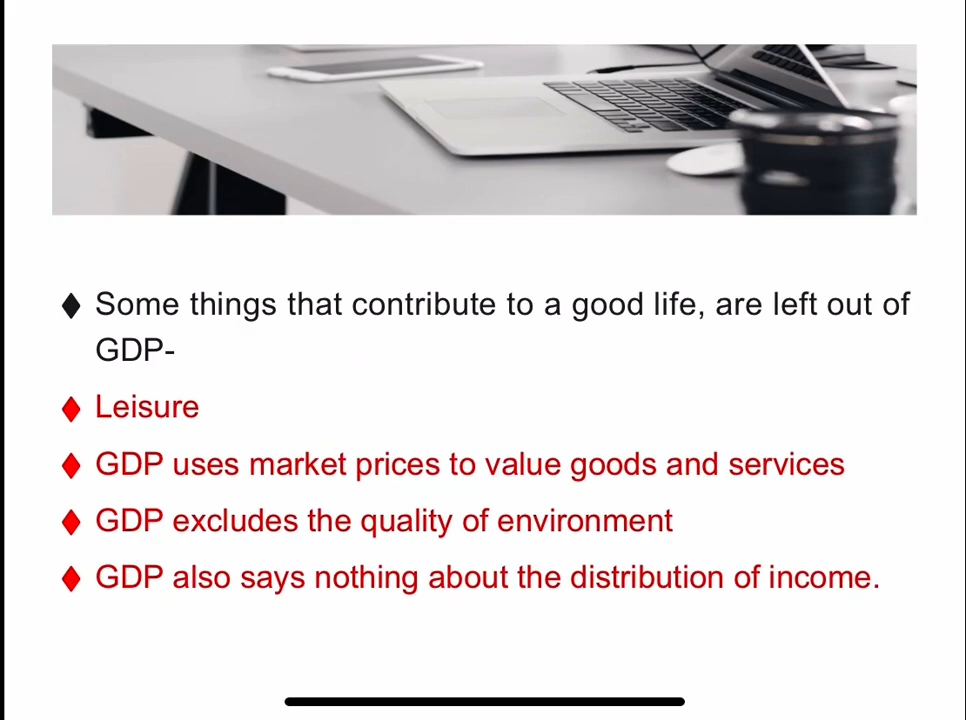 Some things that contribute to a good life, are left out of
GDP-
Leisure
GDP uses market prices to value goods and services
GDP excludes the quality of environment
GDP also says nothing about the distribution of income.